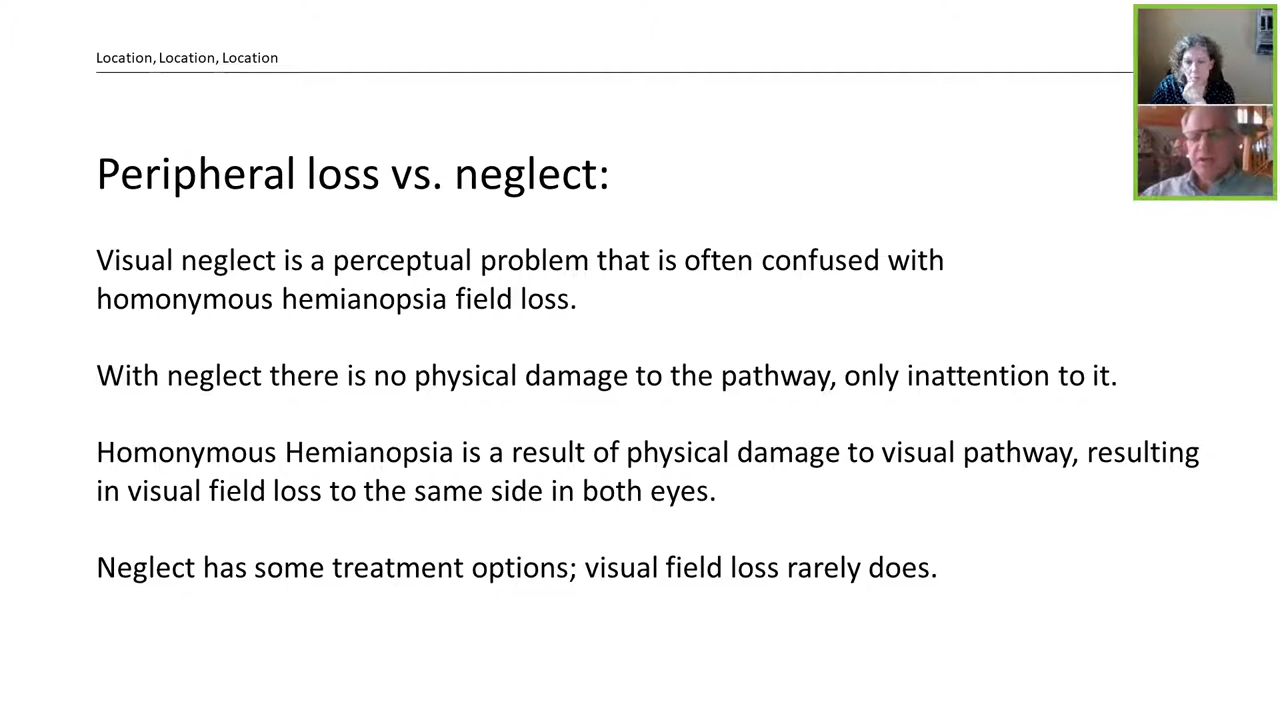 Location, Location, Location
Peripheral loss vs. neglect:
Visual neglect is a perceptual problem that is often confused with
homonymous hemianopsia field loss.
With neglect there is no physical damage to the pathway, only inattention to it.
Homonymous Hemianopsia is a result of physical damage to visual pathway, resulting
in visual field loss to the same side in both eyes.
Neglect has some treatment options; visual field loss rarely does.